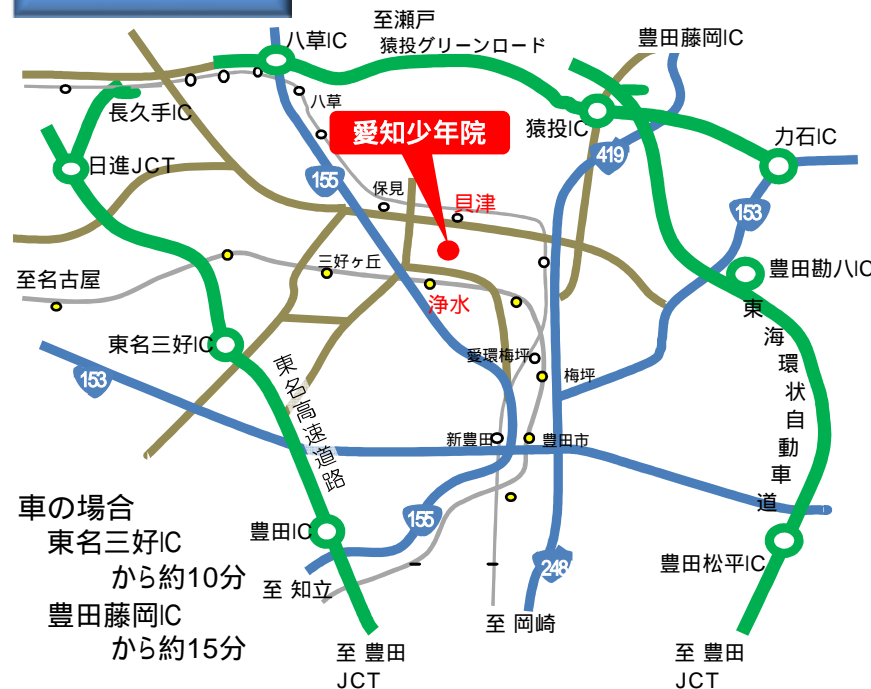 至瀬戸
八草IC
猿投グリーンロード
豊田藤岡IC
長久手IC
八草
愛知少年院
猿投IC
力石IC
日進JCT
419
155
保見
貝津
153
至名古屋
三好ヶ丘
豊田勘八IC
浄水
東名三好IC
愛環梅坪
梅坪
153
東名高速道路
東海環状自動車道
新豊田
豊田市
車の場合
東名三好IC
から約10分
豊田藤岡IC
から約15分
豊田IC
155
248
豊田松平IC
至 知立
至 岡崎
至 豊田
JCT
至 豊田
JCT